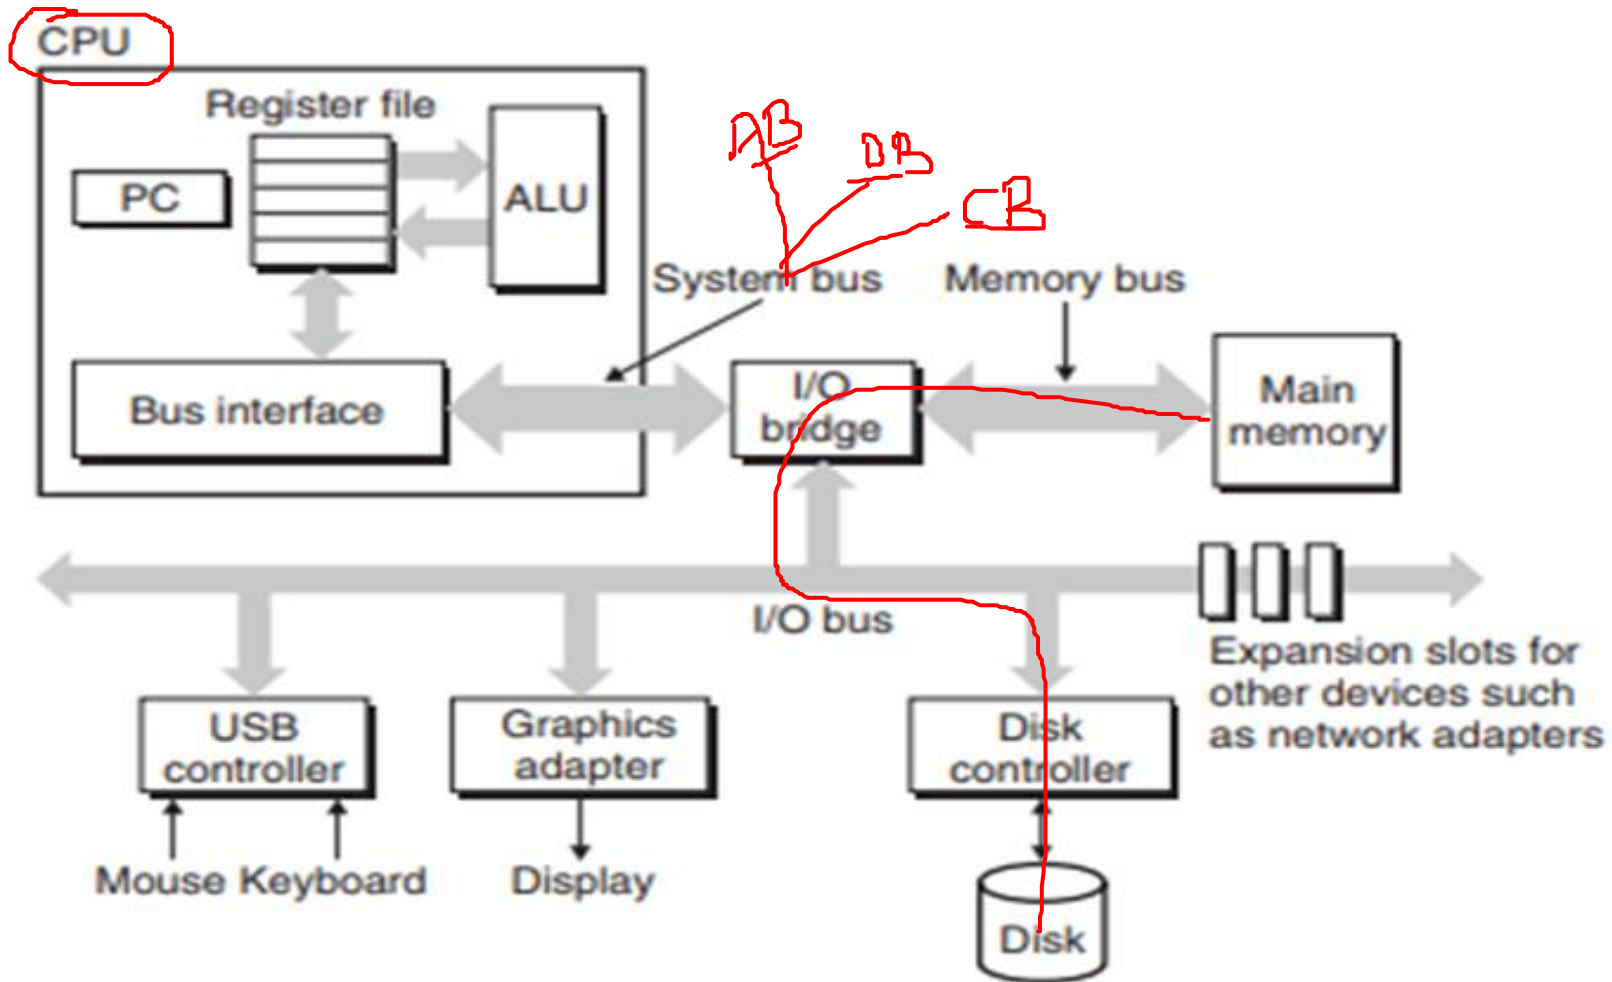 CPU
Register file
PC
ALU
AB
DB
CB
System bus
Memory bus
Bus interface
I/O
bridge
Main
memory
I/O bus
Expansion slots for
other devices such
as network adapters
USB
controller
Graphics
adapter
Disk
controller
Mouse Keyboard
Display
Disk